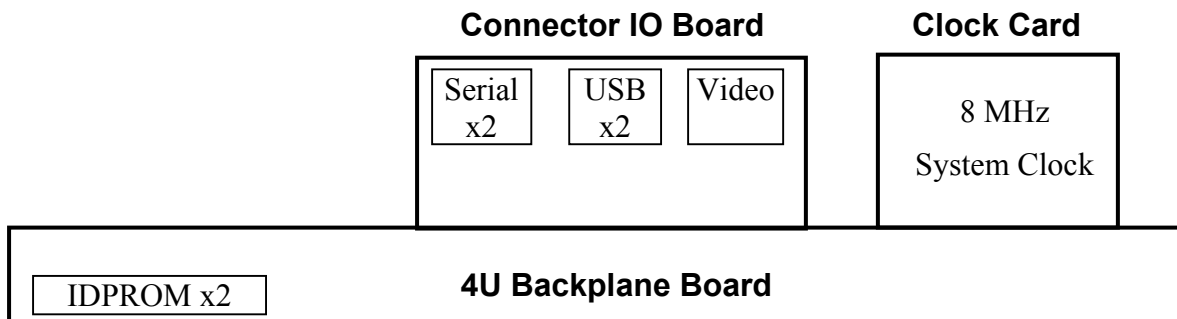 Connector IO Board
Clock Card
Serial
x2
USB
x2
Video
8 MHz
System Clock
4U Backplane Board
IDPROM x2